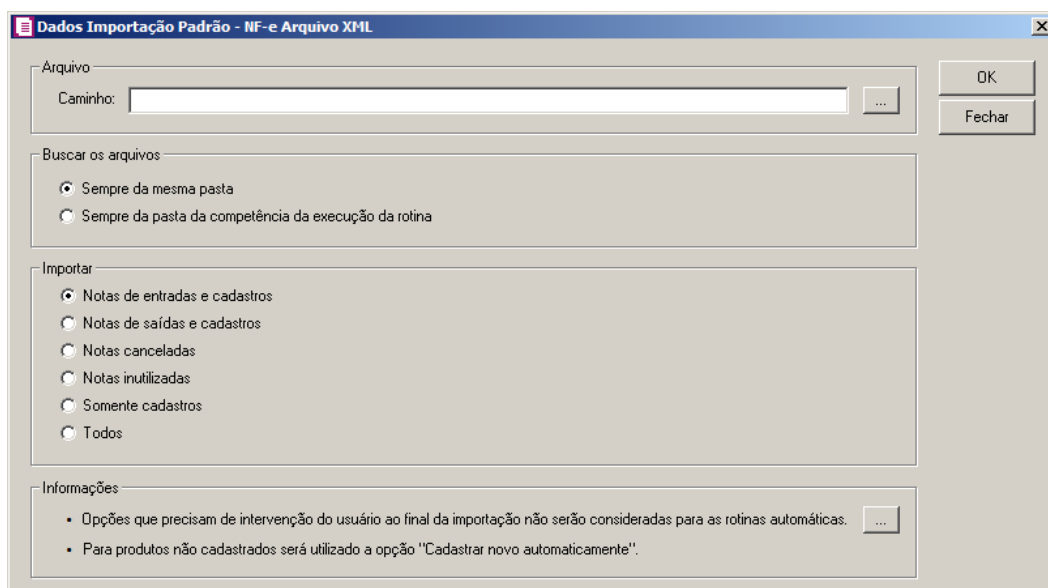 Dados Importação Padrão - NF-e Arquivo XML
Arquivo
Caminho:
...
OK
Fechar
Buscar os arquivos
Sempre da mesma pasta
Sempre da pasta da competência da execução da rotina
Importar
Notas de entradas e cadastros
Notas de saídas e cadastros
Notas canceladas
Notas inutilizadas
Somente cadastros
Todos
Informações
• Opções que precisam de intervenção do usuário ao final da importação não serão consideradas para as rotinas automáticas.
...
• Para produtos não cadastrados será utilizado a opção "Cadastrar novo automaticamente".